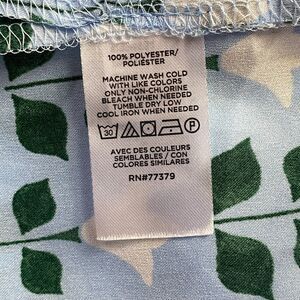 100% POLYESTER/
POLIÉSTER
MACHINE WASH COLD
WITH LIKE COLORS
ONLY NON-CHLORINE
BLEACH WHEN NEEDED
TUMBLE DRY LOW
COOL IRON WHEN NEEDED
30 P
AVEC DES COULEURS
SEMBLABLES / CON
COLORES SIMILARES
RN#77379